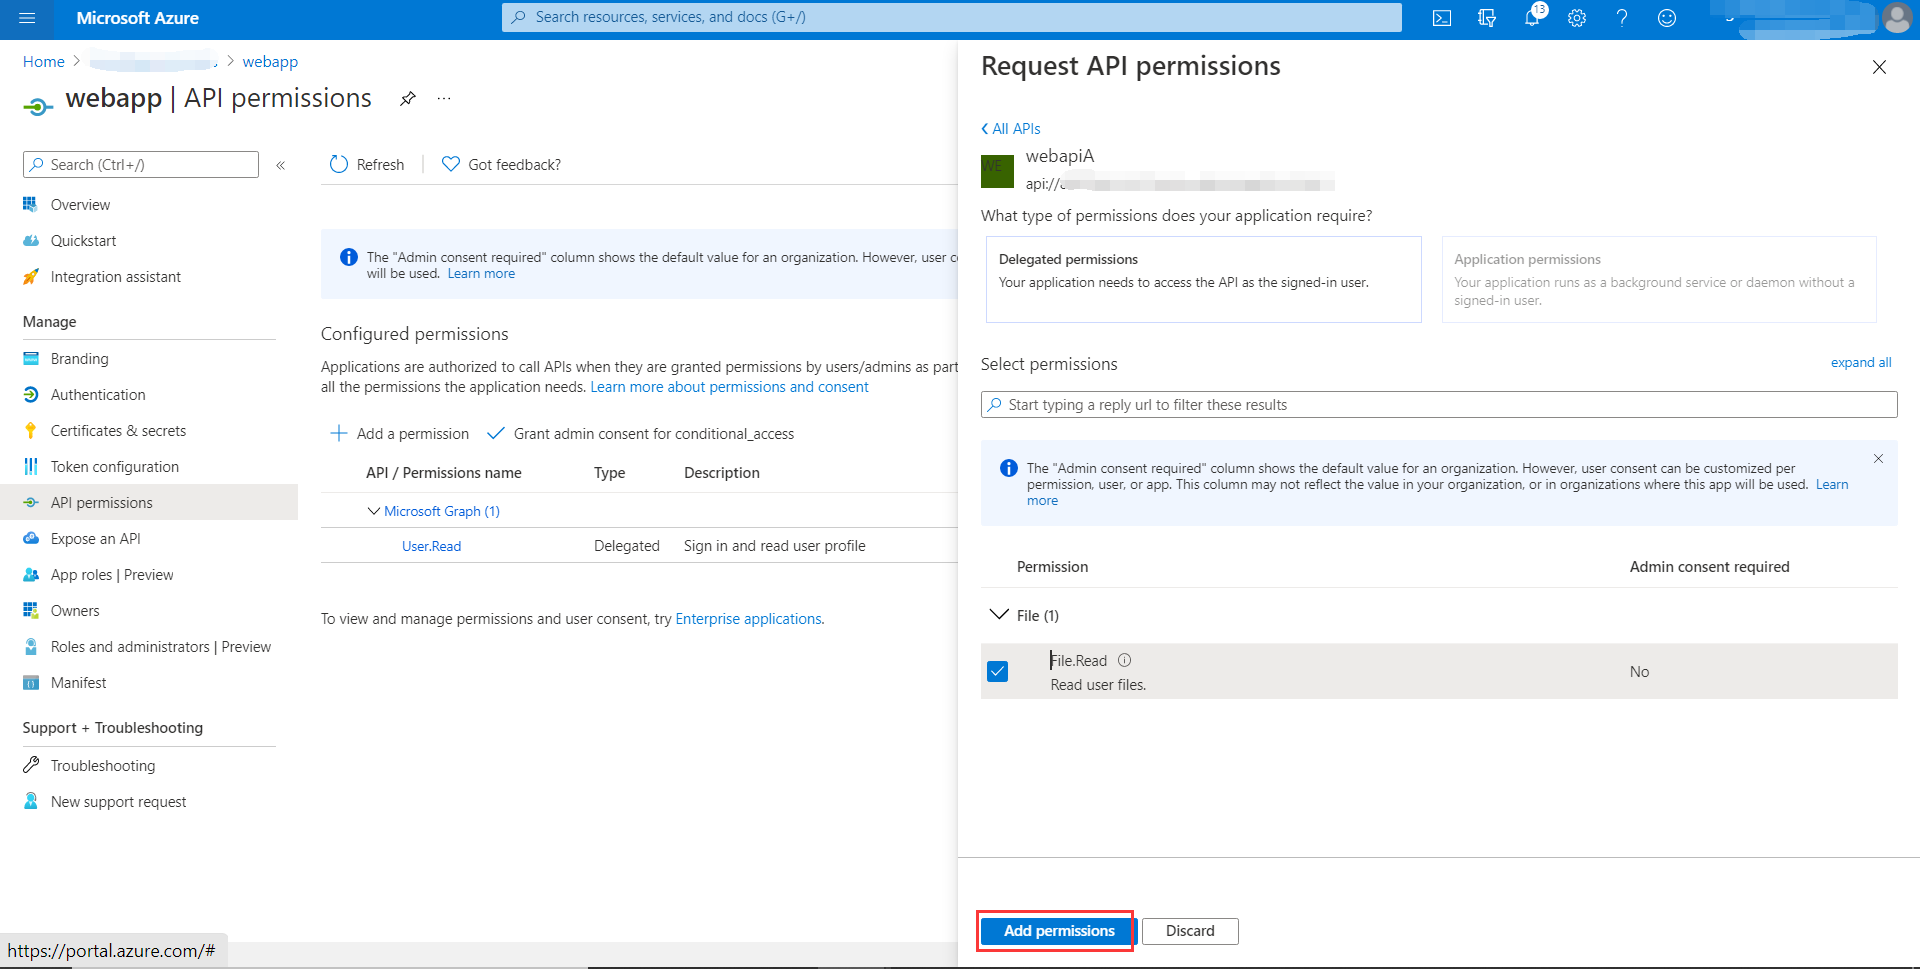 Microsoft Azure
Search resources, services, and docs (G+/)
13
Home
webapp
webapp | API permissions
Search (Ctrl+/)
Overview
Quickstart
Integration assistant
Manage
Branding
Authentication
Certificates & secrets
Token configuration
API permissions
Expose an API
App roles | Preview
Owners
Roles and administrators | Preview
Manifest
Support + Troubleshooting
Troubleshooting
New support request
https://portal.azure.com/#
Refresh
Got feedback?
The "Admin consent required" column shows the default value for an organization. However, user
will be used. Learn more
Configured permissions
Applications are authorized to call APIs when they are granted permissions by users/admins as part
all the permissions the application needs. Learn more about permissions and consent
Add a permission
Grant admin consent for conditional_access
API / Permissions name Type Description
Microsoft Graph (1)
User.Read Delegated Sign in and read user profile
To view and manage permissions and user consent, try Enterprise applications.
Request API permissions
All APIs
WE
webapiA
api://
What type of permissions does your application require?
Delegated permissions
Your application needs to access the API as the signed-in user.
Application permissions
Your application runs as a background service or daemon without a
signed-in user.
Select permissions
expand all
Start typing a reply url to filter these results
The "Admin consent required" column shows the default value for an organization. However, user consent can be customized per
permission, user, or app. This column may not reflect the value in your organization, or in organizations where this app will be used. Learn
more
Permission Admin consent required
File (1)
File.Read
Read user files.
No
Add permissions
Discard